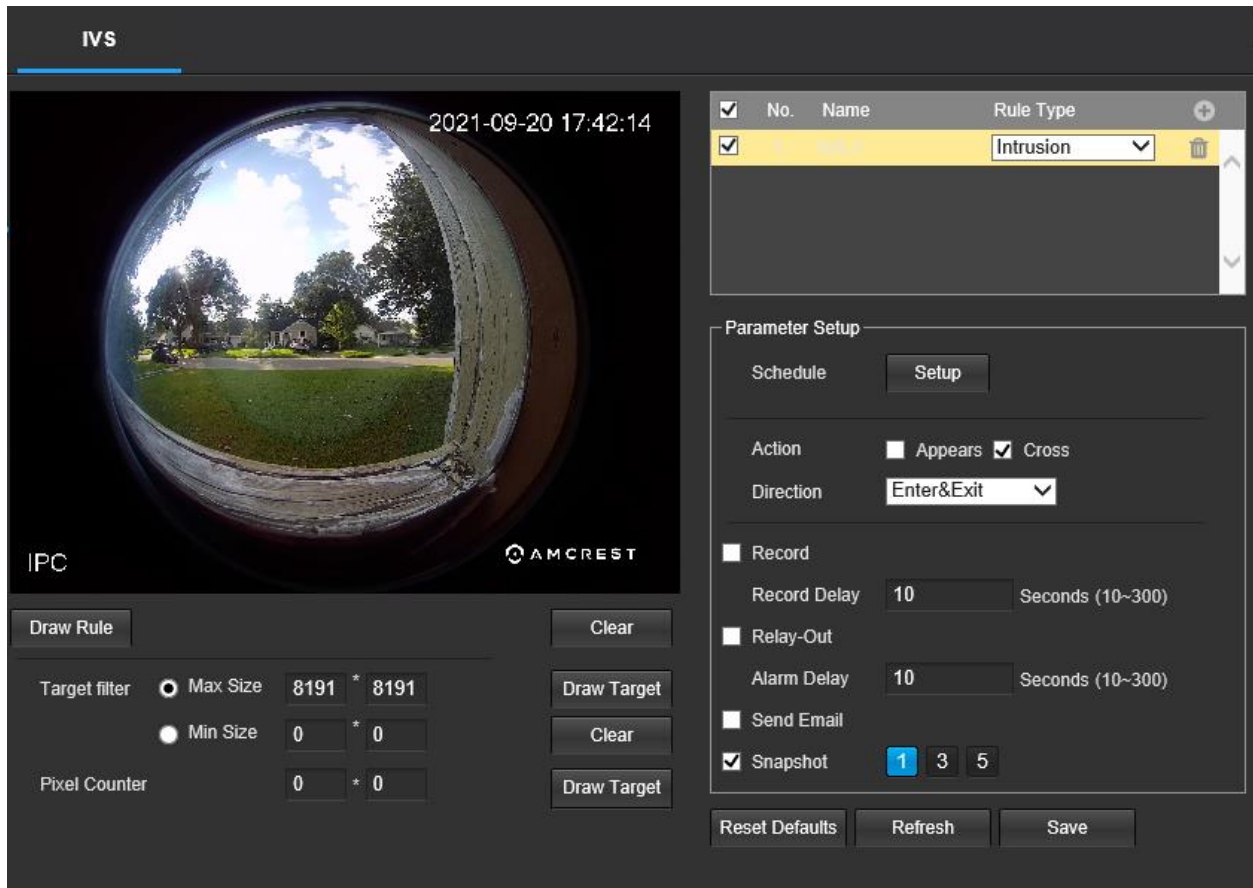 IVS
2021-09-20 17:42:14
IPC
AMCREST
Draw Rule
Clear
Target filter Max Size 8191 * 8191 Draw Target
Min Size 0 * 0 Clear
Pixel Counter 0 * 0 Draw Target
No. Name Rule Type
Intrusion
Parameter Setup
Schedule Setup
Action Appears Cross
Direction Enter&Exit
Record
Record Delay 10 Seconds (10~300)
Relay-Out
Alarm Delay 10 Seconds (10~300)
Send Email
Snapshot 1 3 5
Reset Defaults Refresh Save